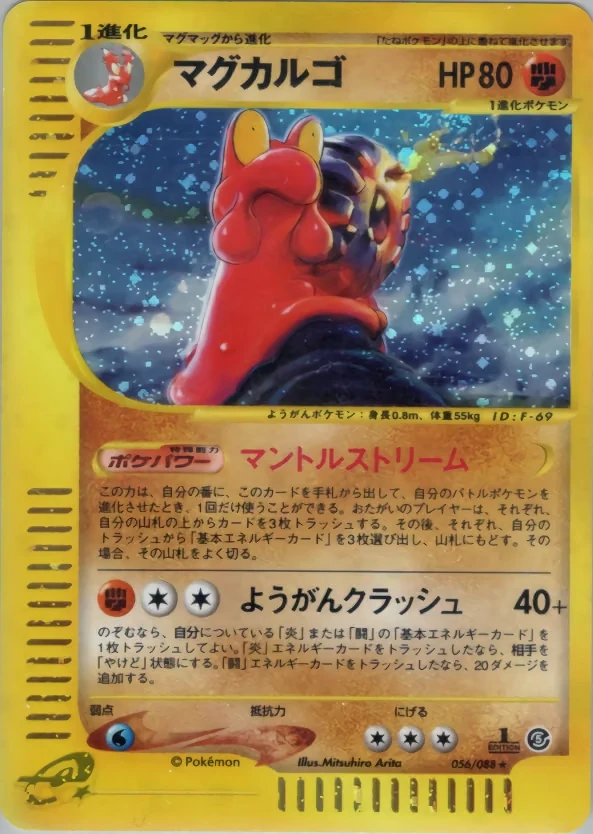 1進化
マグマッグから進化
「たねポケモン」の上に重ねて進化させます。
マグカルゴ HP80
1進化ポケモン
ようがんポケモン：身長0.8m、体重55kg ID:F-69
特殊能力
ポケパワー マントルストリーム
この力は、自分の番に、このカードを手札から出して、自分のバトルポケモンを
進化させたとき、1回だけ使うことができる。おたがいのプレイヤーは、それぞれ、
自分の山札の上からカードを3枚トラッシュする。その後、それぞれ、自分の
トラッシュから「基本エネルギーカード」を3枚選び出し、山札にもどす。その
場合、その山札をよく切る。
ようがんクラッシュ 40+
のぞむなら、自分についている「炎」または「闘」の「基本エネルギーカード」を
1枚トラッシュしてよい。「炎」エネルギーカードをトラッシュしたなら、相手を
「やけど」状態にする。「闘」エネルギーカードをトラッシュしたなら、20ダメージを
追加する。
弱点 抵抗力 にげる
1 EDITION 5
© Pokémon Illus.Mitsuhiro Arita 056/088★